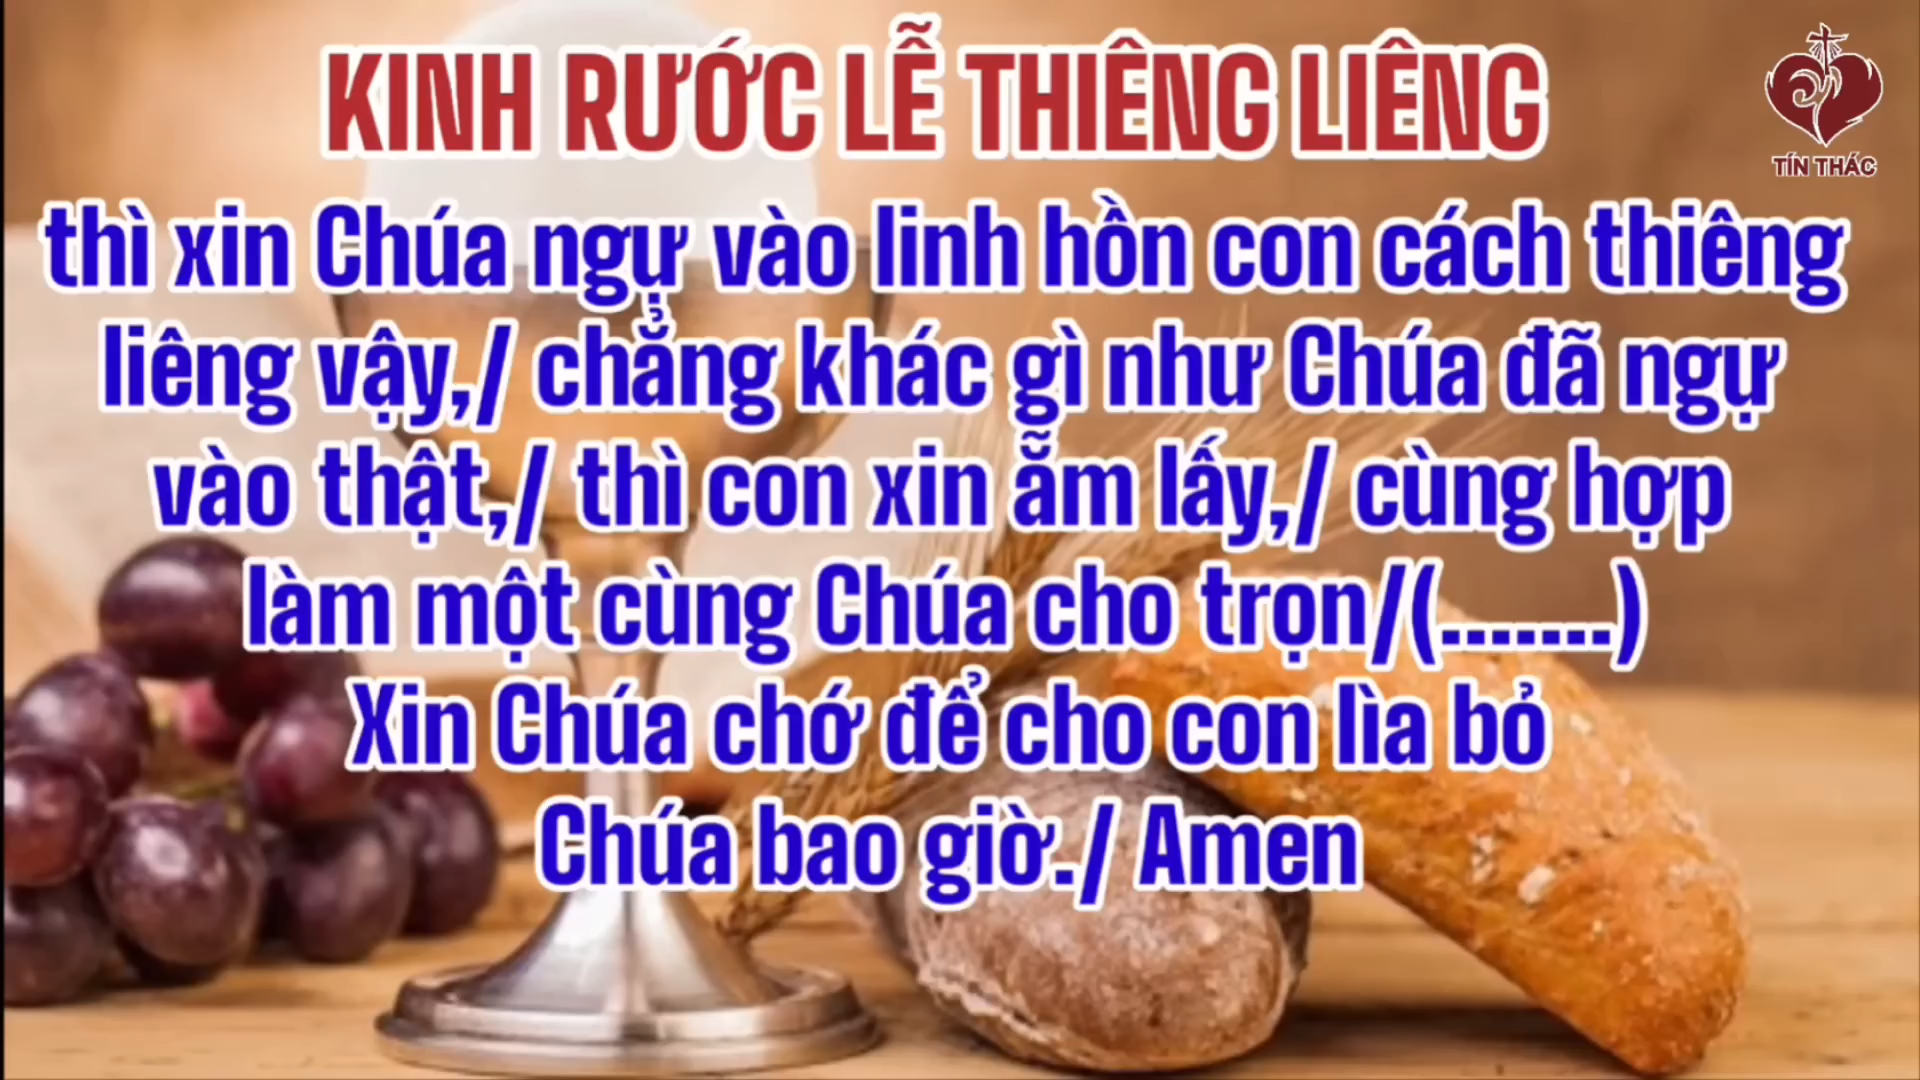 KINH RƯỚC LỄ THIÊNG LIÊNG
TÍN THÁC
thì xin Chúa ngự vào linh hồn con cách thiêng
liêng vậy,/ chẳng khác gì như Chúa đã ngự
vào thật,/ thì con xin ẵm lấy,/ cùng hợp
làm một cùng Chúa cho trọn/(.......)
Xin Chúa chớ để cho con lìa bỏ
Chúa bao giờ./ Amen